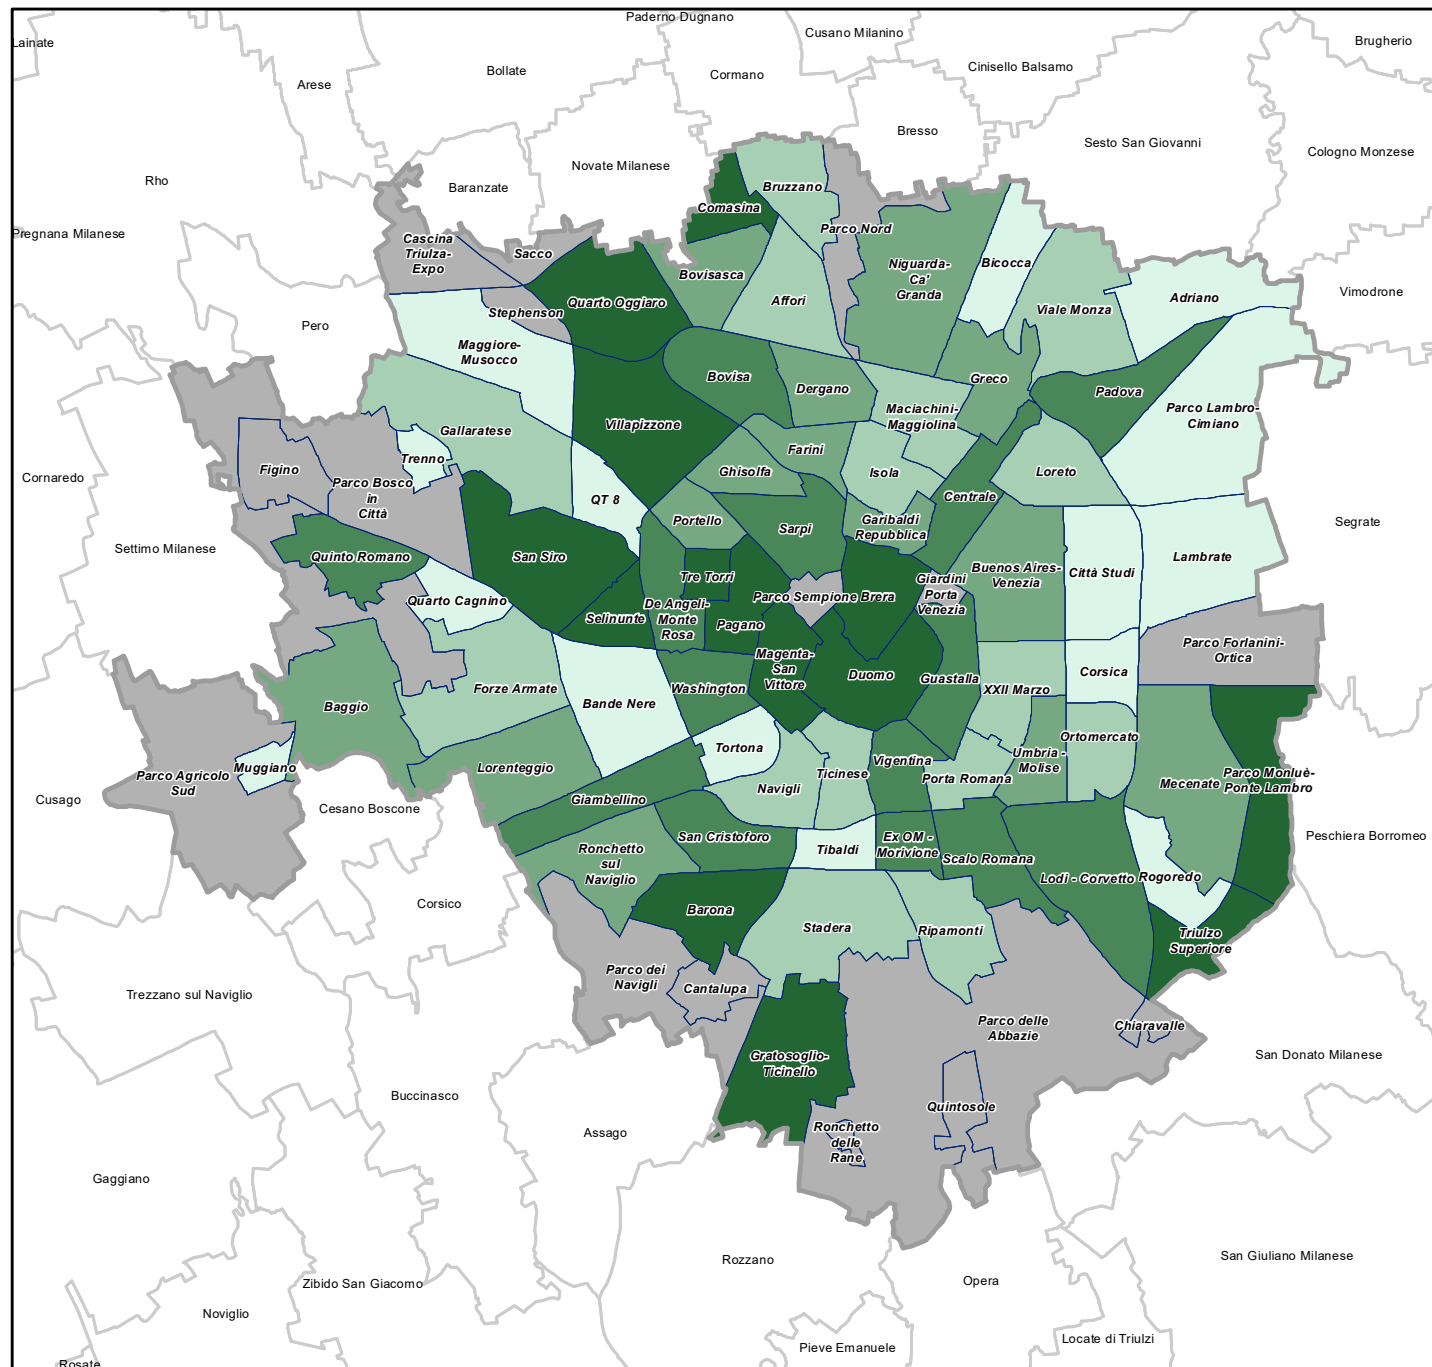 Paderno Dugnano
Cusano Milanino
Brugherio
Lainate
Bollate
Cormano
Cinisello Balsamo
Arese
Bresso
Sesto San Giovanni
Cologno Monzese
Novate Milanese
Rho
Baranzate
Bruzzano
Comasina
Pregnana Milanese
Parco Nord
Cascina
Triulza-
Expo
Sacco
Bovisasca
Niguarda-
Ca'
Granda
Bicocca
Vimodrone
Quarto Oggiaro
Affori
Adriano
Viale Monza
Stephenson
Pero
Maggiore-
Musocco
Bovisa
Dergano
Greco
Padova
Maciachini-
Maggiolina
Parco Lambro-
Cimiano
Villapizzone
Gallaratese
Farini
Trenno
Figino
Ghisolfa
Isola
Loreto
Cornaredo
Parco Bosco
in
Città
QT 8
Centrale
Portello
Sarpi
Garibaldi
Repubblica
Segrate
Settimo Milanese
Quinto Romano
San Siro
Lambrate
Tre Torri
Giardini
Porta
Venezia
Buenos Aires-
Venezia
Città Studi
Quarto Cagnino
Parco Sempione
Brera
De Angeli-
Monte
Rosa
Selinunte
Pagano
Parco Forlanini-
Ortica
Magenta-
San
Vittore
Duomo
Guastalla
XXII Marzo
Corsica
Forze Armate
Washington
Baggio
Bande Nere
Ortomercato
Tortona
Umbria -
Molise
Vigentina
Muggiano
Parco Agricolo
Sud
Lorenteggio
Ticinese
Porta Romana
Navigli
Mecenate
Parco Monluè-
Ponte Lambro
Cusago
Cesano Boscone
Giambellino
San Cristoforo
Ex OM -
Morivione
Peschiera Borromeo
Ronchetto
sul
Naviglio
Tibaldi
Scalo Romana
Lodi - Corvetto
Rogoredo
Corsico
Barona
Stadera
Ripamonti
Triulzo
Superiore
Parco dei
Navigli
Cantalupa
Trezzano sul Naviglio
Parco delle
Abbazie
Chiaravalle
San Donato Milanese
Gratosoglio-
Ticinello
Buccinasco
Quintosole
Assago
Ronchetto
delle
Rane
Gaggiano
Rozzano
San Giuliano Milanese
Zibido San Giacomo
Opera
Noviglio
Locate di Triulzi
Pieve Emanuele
Rosate